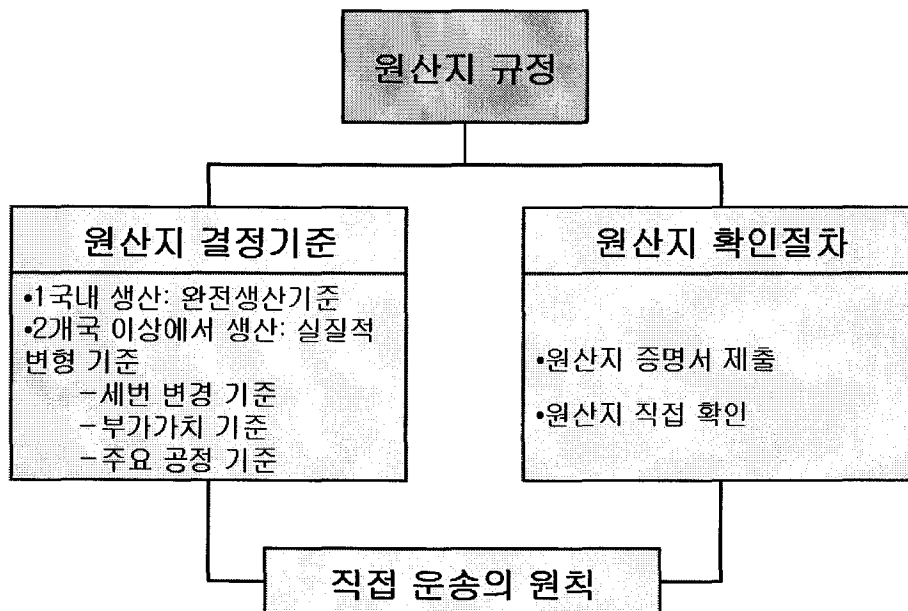 원산지 규정
원산지 결정기준
•1국내 생산: 완전생산기준
•2개국 이상에서 생산: 실질적
변형 기준
–세번 변경 기준
–부가가치 기준
–주요 공정 기준
원산지 확인절차
•원산지 증명서 제출
•원산지 직접 확인
직접 운송의 원칙